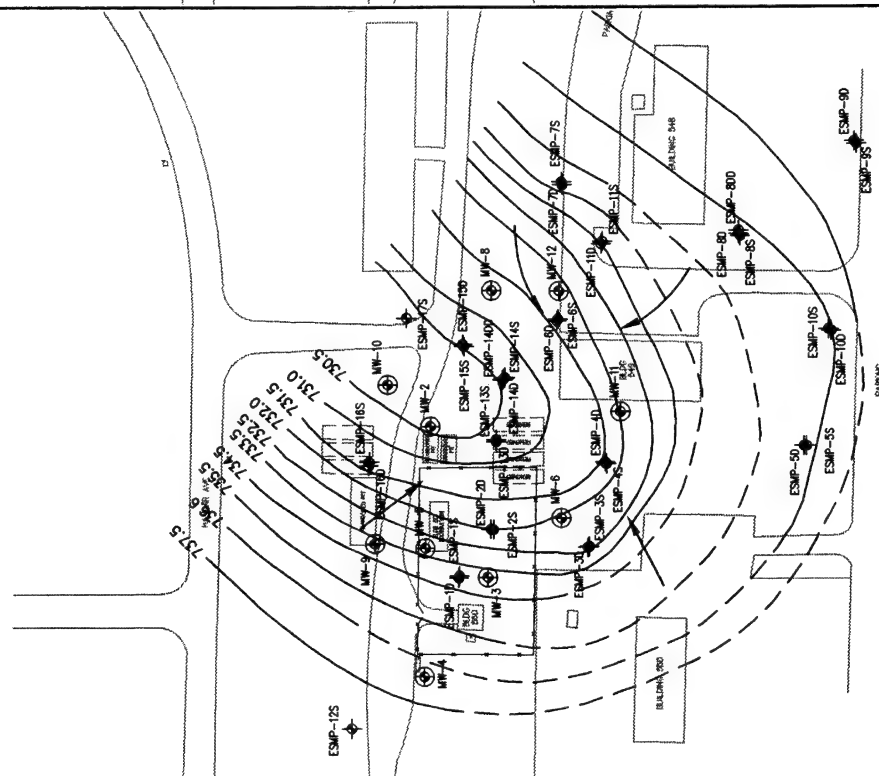 ESMP-9D
ESMP-9S
BUILDING 548
ESMP-7S
ESMP-7D
ESMP-11S
ESMP-11D
ESMP-8DD
ESMP-8D
ESMP-8S
MW-8
MW-12
ESMP-6D
ESMP-6S
ESMP-10S
ESMP-10D
ESMP-15D
ESMP-15S
ESMP-14DD
ESMP-14S
ESMP-14D
ESMP-13S
MW-10
MW-2
MW-11
BLDG
ESMP-4D
ESMP-4S
ESMP-5D
ESMP-5S
730.5
731.0
731.5
732.0
732.5
733.5
734.5
735.5
737.5
ESMP-16S
ESMP-16D
ESMP-2D
ESMP-2S
MW-6
ESMP-3S
ESMP-3D
MW-9
ESMP-1S
ESMP-1D
MW-3
BLDG
MW-4
ESMP-12S
BUILDING 500